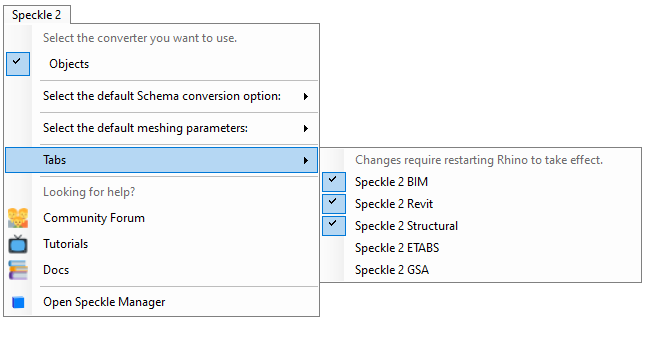 Speckle 2
Select the converter you want to use.
Objects
Select the default Schema conversion option:
Select the default meshing parameters:
Tabs
Changes require restarting Rhino to take effect.
Speckle 2 BIM
Speckle 2 Revit
Speckle 2 Structural
Speckle 2 ETABS
Speckle 2 GSA
Looking for help?
Community Forum
Tutorials
Docs
Open Speckle Manager